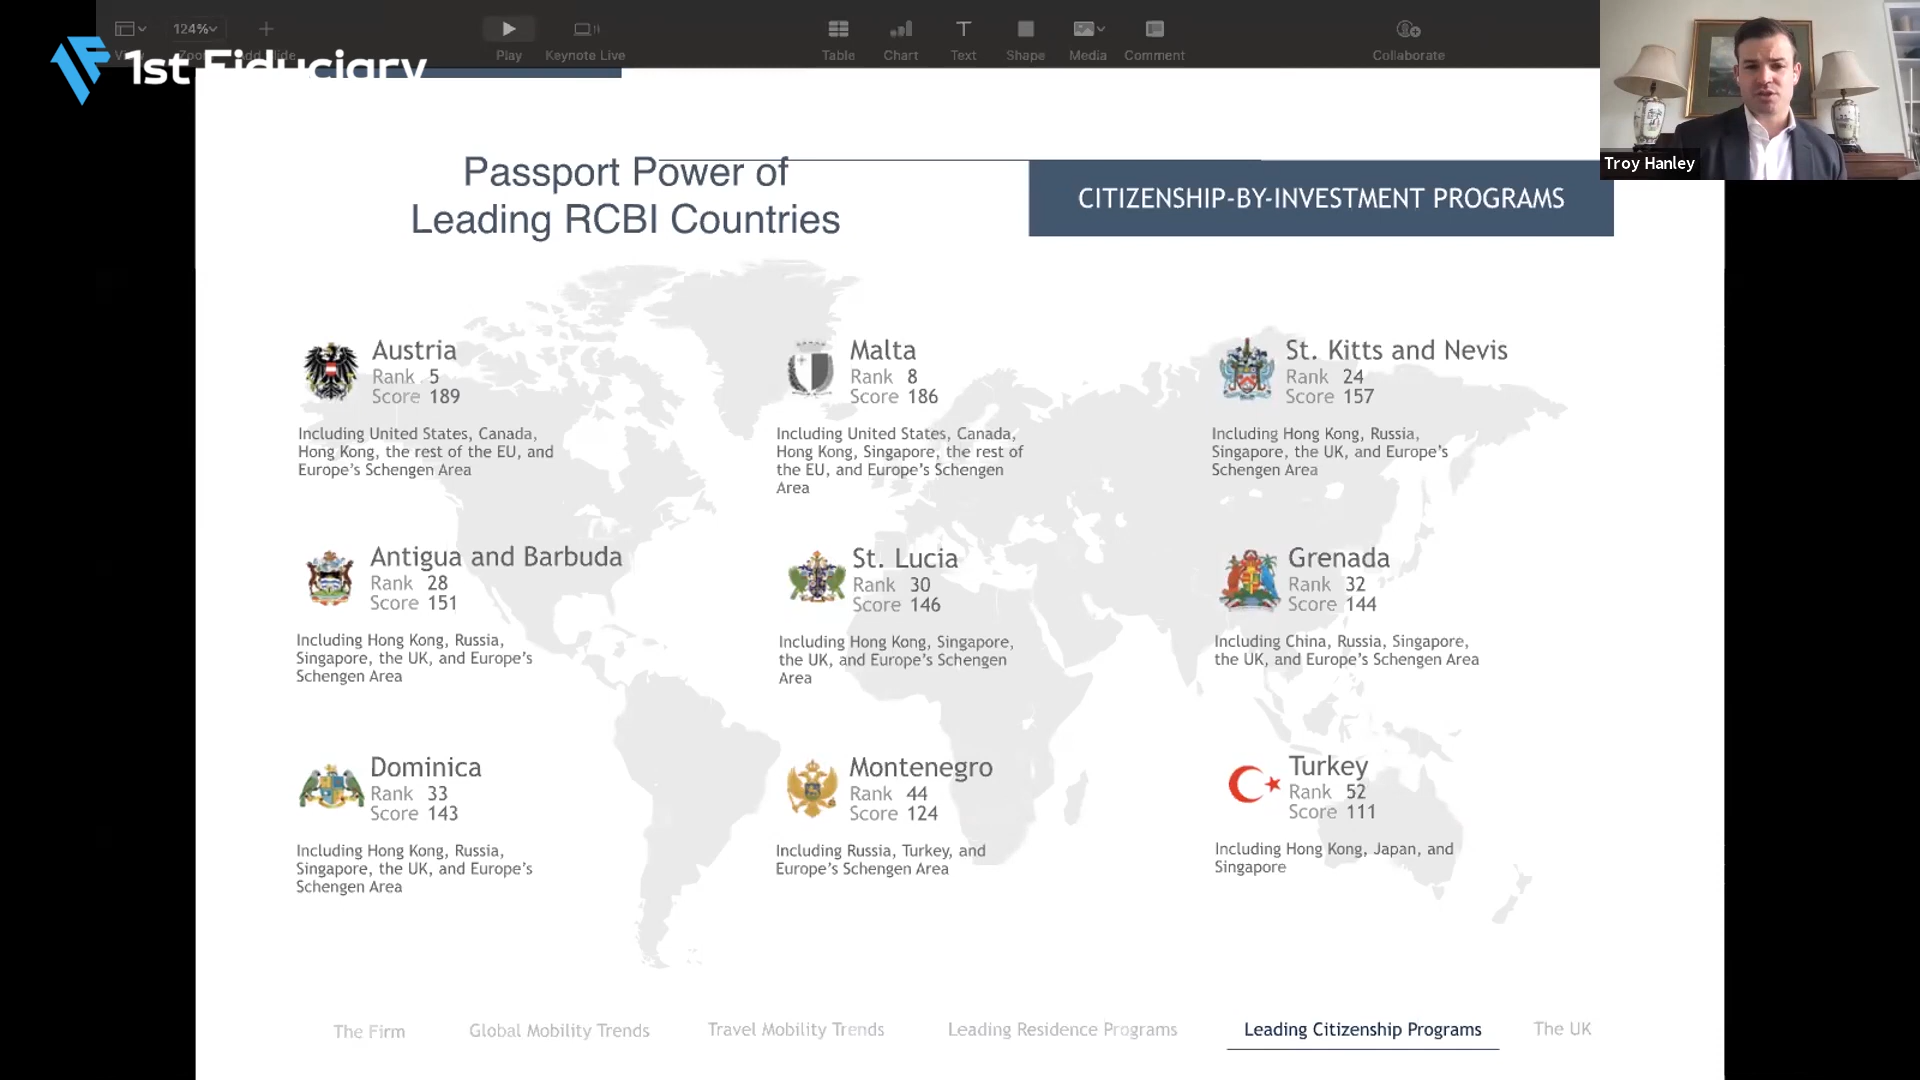 124%
Play
Keynote Live
Table
Chart
Text
Shape
Media
Comment
Collaborate
1st Fiduciary
Troy Hanley
Passport Power of
Leading RCBI Countries
CITIZENSHIP-BY-INVESTMENT PROGRAMS
Austria
Rank 5
Score 189
Including United States, Canada,
Hong Kong, the rest of the EU, and
Europe's Schengen Area
Malta
Rank 8
Score 186
Including United States, Canada,
Hong Kong, Singapore, the rest of
the EU, and Europe's Schengen
Area
St. Kitts and Nevis
Rank 24
Score 157
Including Hong Kong, Russia,
Singapore, the UK, and Europe's
Schengen Area
Antigua and Barbuda
Rank 28
Score 151
Including Hong Kong, Russia,
Singapore, the UK, and Europe's
Schengen Area
St. Lucia
Rank 30
Score 146
Including Hong Kong, Singapore,
the UK, and Europe's Schengen
Area
Grenada
Rank 32
Score 144
Including China, Russia, Singapore,
the UK, and Europe's Schengen Area
Dominica
Rank 33
Score 143
Including Hong Kong, Russia,
Singapore, the UK, and Europe's
Schengen Area
Montenegro
Rank 44
Score 124
Including Russia, Turkey, and
Europe's Schengen Area
Turkey
Rank 52
Score 111
Including Hong Kong, Japan, and
Singapore
The Firm
Global Mobility Trends
Travel Mobility Trends
Leading Residence Programs
Leading Citizenship Programs
The UK